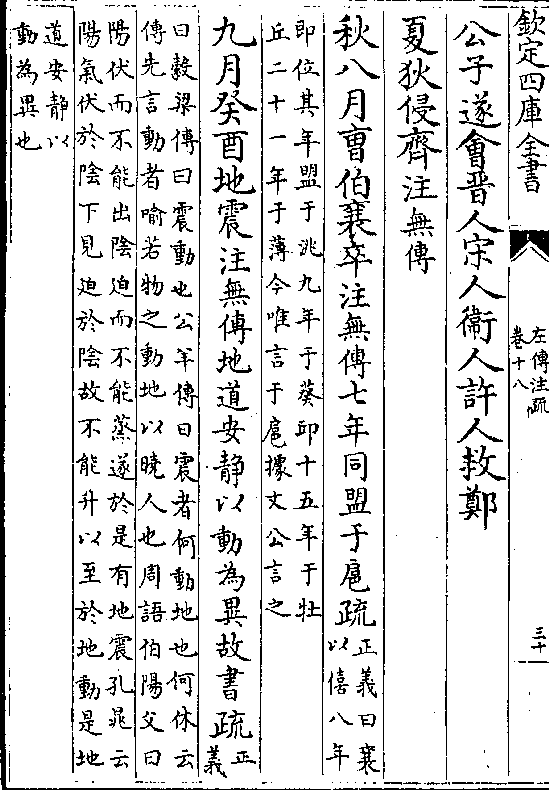 欽定四庫全書
左傳注疏
卷十八
三十
公子遂會晉人宋人衞人許人救鄭
夏狄侵齊注無傳
秋八月曹伯襄卒注無傳七年同盟于扈疏
正義曰襄
以僖八年
即位其年盟于洮九年于葵邱十五年于牡
丘二十一年于薄今唯言于扈據文公言之
九月癸酉地震注無傳地道安静以動為異故書疏
正
義
曰穀梁傳曰震動也公羊傳曰震者何動地也何休云
傳先言動者喻若物之動地以曉人也周語伯陽父曰
陽伏而不能出陰迫而不能蒸遂於是有地震孔晁云
陽氣伏於陰下見迫於陰故不能升以至於地動是地
道安静以
動為異也